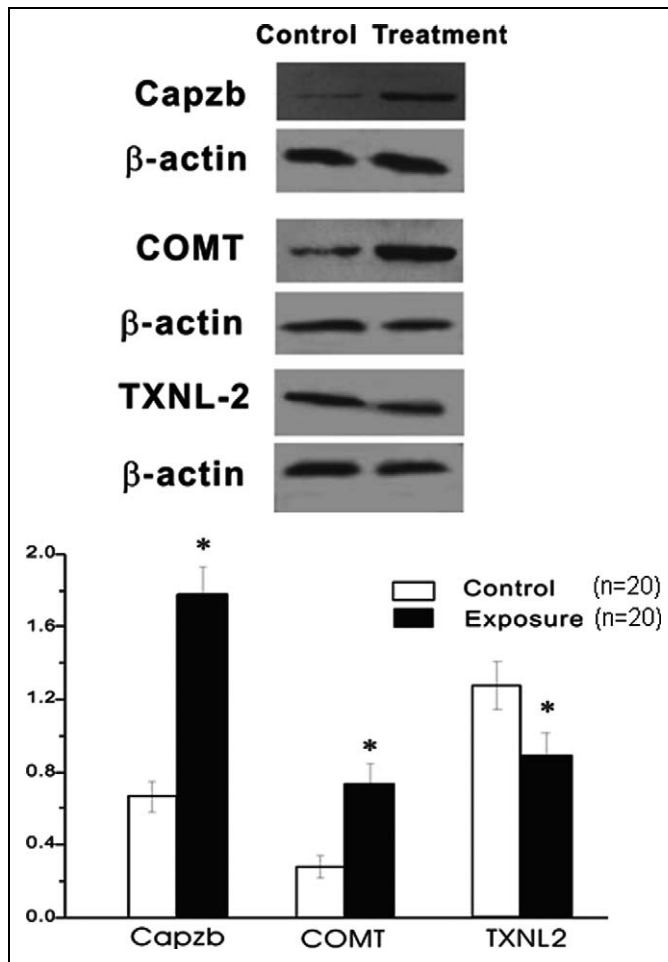 Control Treatment
Capzb
β-actin
COMT
β-actin
TXNL-2
β-actin
2.0
1.6
1.2
0.8
0.4
0.0
*
*
*
Control (n=20)
Exposure (n=20)
Capzb COMT TXNL2